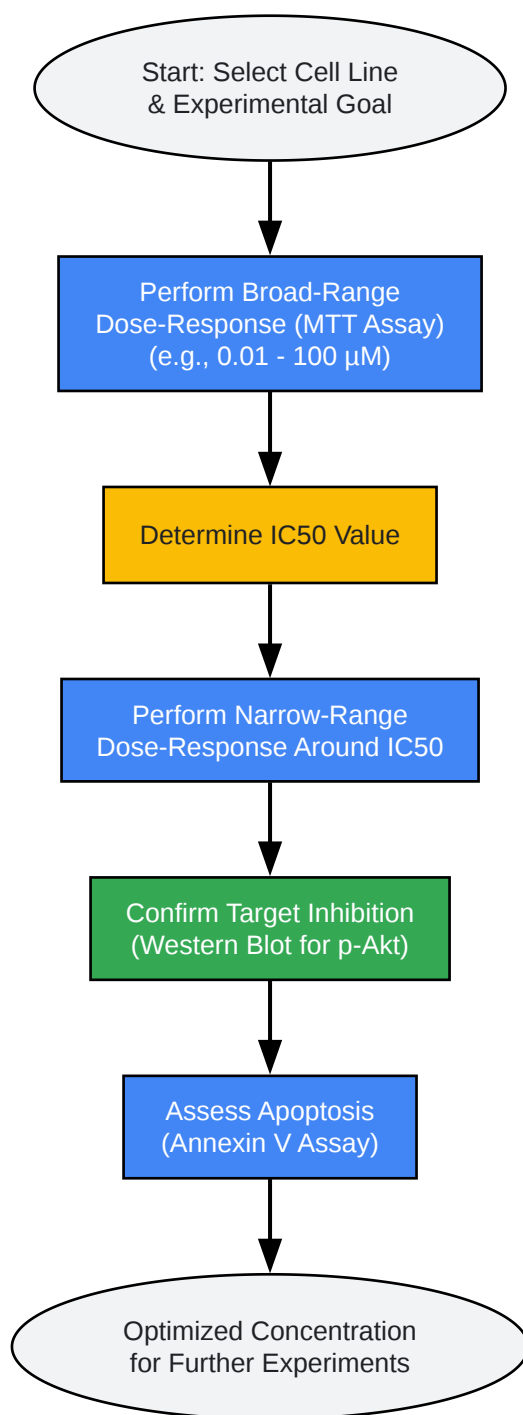 Start: Select Cell Line
& Experimental Goal
Perform Broad-Range
Dose-Response (MTT Assay)
(e.g., 0.01 - 100 µM)
Determine IC50 Value
Perform Narrow-Range
Dose-Response Around IC50
Confirm Target Inhibition
(Western Blot for p-Akt)
Assess Apoptosis
(Annexin V Assay)
Optimized Concentration
for Further Experiments